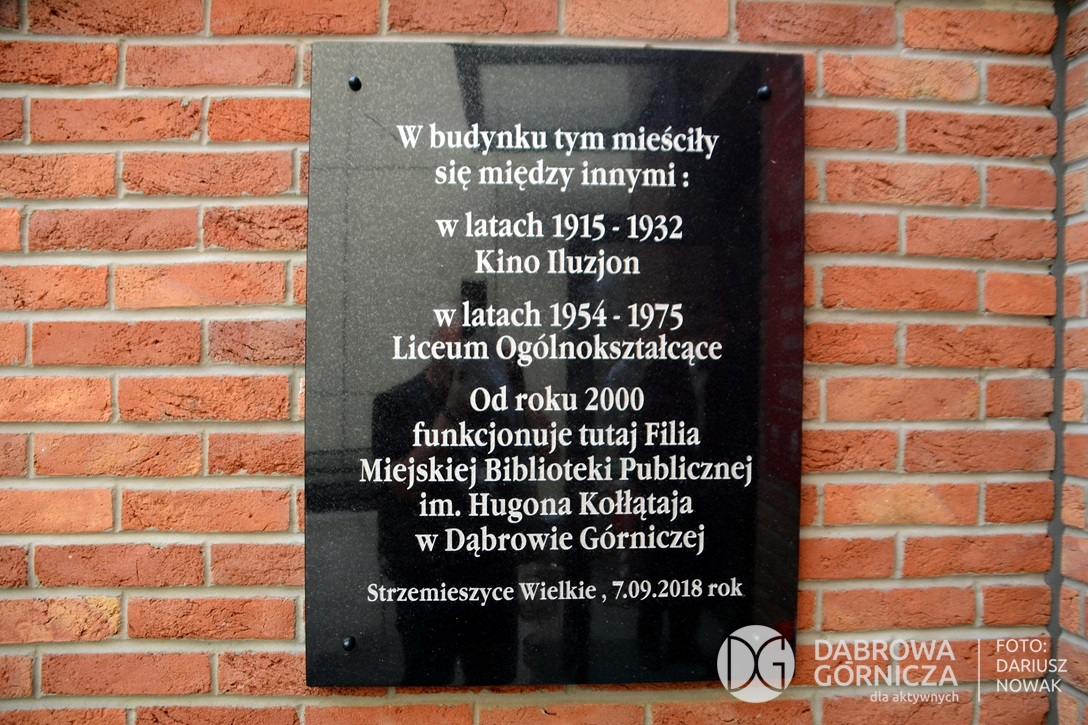 W budynku tym mieściły
się między innymi :
w latach 1915 - 1932
Kino Iluzjon
w latach 1954 - 1975
Liceum Ogólnokształcące
Od roku 2000
funkcjonuje tutaj Filia
Miejskiej Biblioteki Publicznej
im. Hugona Kołłątaja
w Dąbrowie Górniczej
Strzemieszyce Wielkie , 7.09.2018 rok
DG
DĄBROWA
GÓRNICZA
dla aktywnych
FOTO:
DARIUSZ
NOWAK